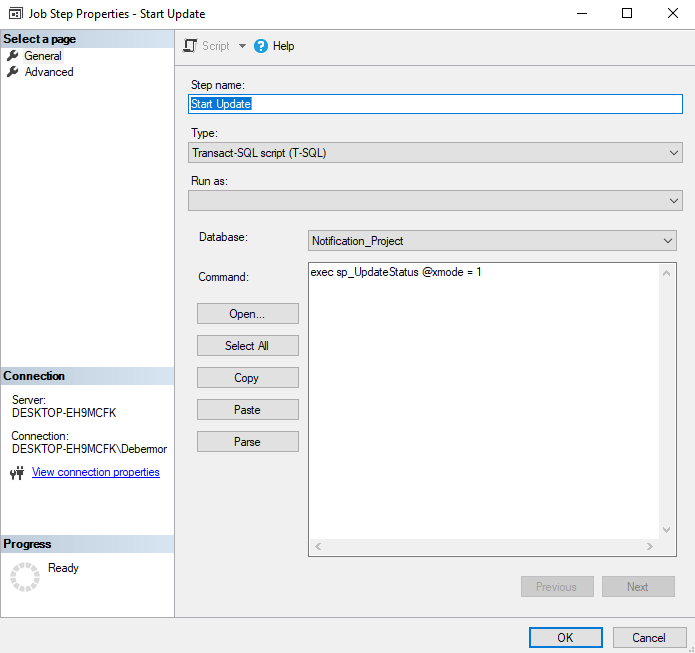 Job Step Properties - Start Update
Select a page
General
Advanced
Script
Help
Step name:
Start Update
Type:
Transact-SQL script (T-SQL)
Run as:
Database:
Notification_Project
Command:
exec sp_UpdateStatus @xmode = 1
Open...
Select All
Copy
Paste
Parse
Connection
Server:
DESKTOP-EH9MCFK
Connection:
DESKTOP-EH9MCFK\Debermor
View connection properties
Progress
Ready
Previous
Next
OK
Cancel